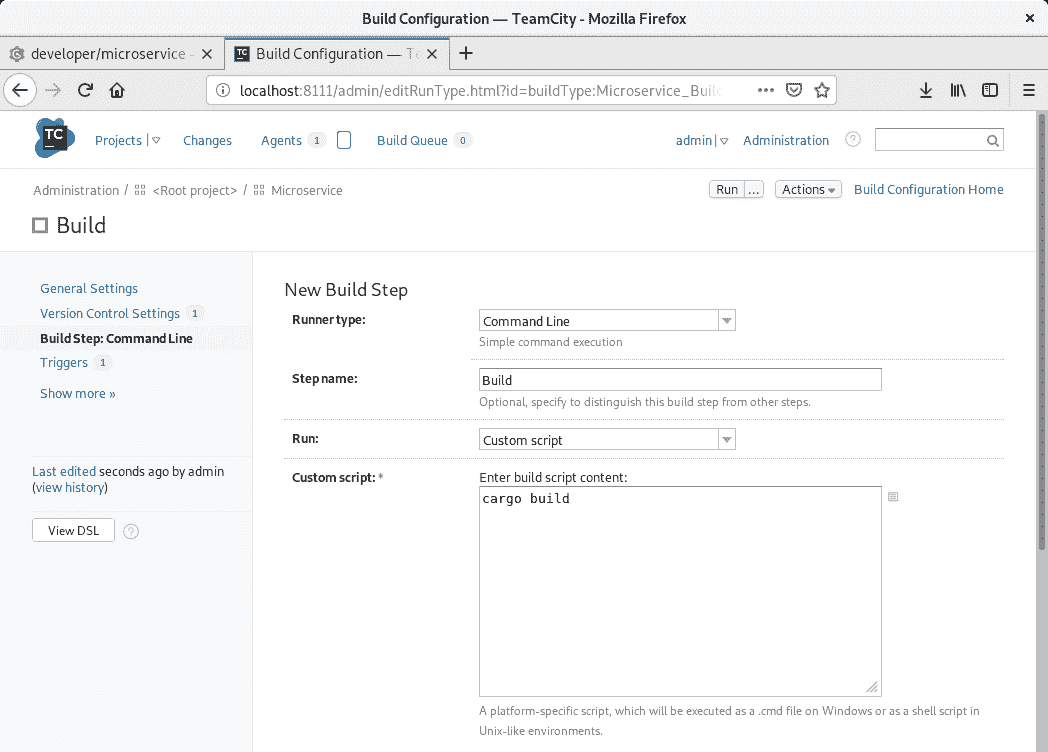 Build Configuration — TeamCity - Mozilla Firefox
developer/microservice -
TC Build Configuration —
localhost:8111/admin/editRunType.html?id=buildType:Microservice_Buil
TC
Projects Changes Agents 1 Build Queue 0 admin Administration ?
Administration / <Root project> / Microservice Run ... Actions Build Configuration Home
Build
General Settings
Version Control Settings 1
Build Step: Command Line
Triggers 1
Show more »
Last edited seconds ago by admin
(view history)
View DSL ?
New Build Step
Runner type: Command Line
Simple command execution
Step name: Build
Optional, specify to distinguish this build step from other steps.
Run: Custom script
Custom script: * Enter build script content:
cargo build
A platform-specific script, which will be executed as a .cmd file on Windows or as a shell script in
Unix-like environments.